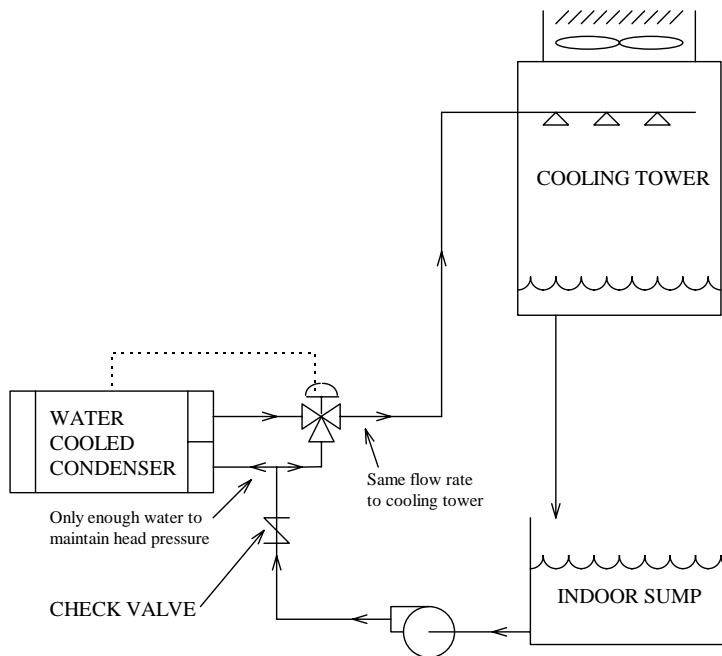 COOLING TOWER
WATER
COOLED
CONDENSER
Same flow rate
to cooling tower
Only enough water to
maintain head pressure
CHECK VALVE
INDOOR SUMP